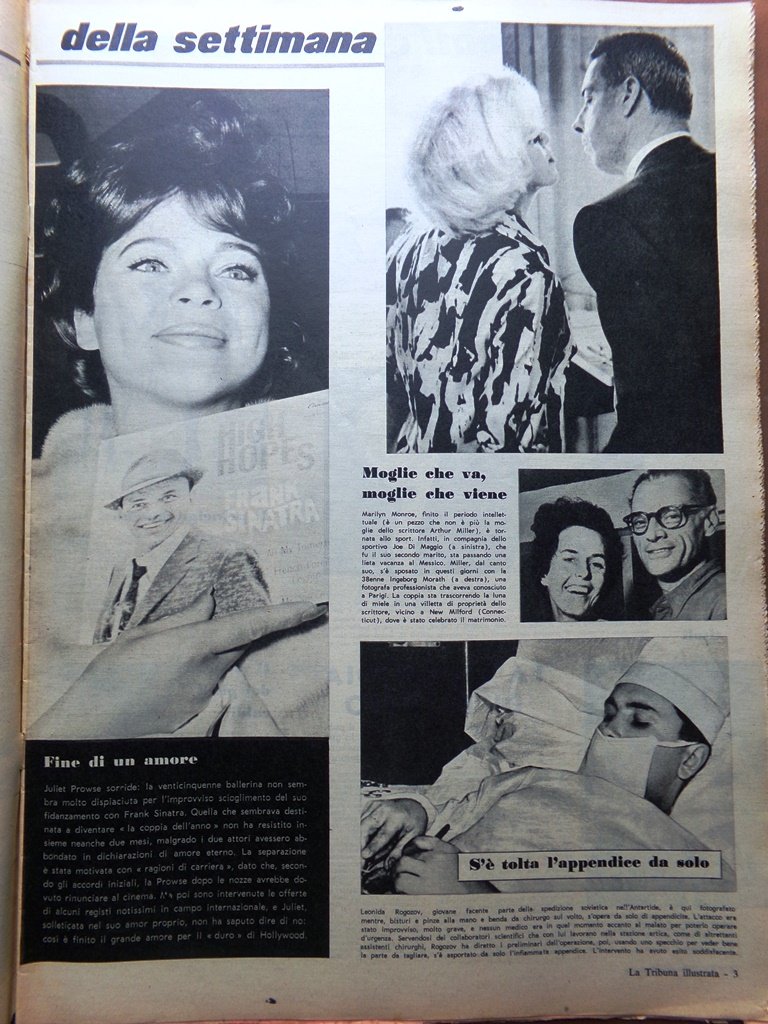 della settimana
HIGH
HOPES
FRANK
SINATRA
All My Tomorr
Fine di un amore
Juliet Prowse sorride: la venticinquenne ballerina non sem-
bra molto dispiaciuta per l'improvviso scioglimento del suo
fidanzamento con Frank Sinatra. Quella che sembrava desti-
nata a diventare « la coppia dell'anno » non ha resistito in-
sieme neanche due mesi, malgrado i due attori avessero ab-
bondato in dichiarazioni di amore eterno. La separazione
è stata motivata con « ragioni di carriera », dato che, secon-
do gli accordi iniziali, la Prowse dopo le nozze avrebbe do-
vuto rinunciare al cinema. Ma poi sono intervenute le offerte
di alcuni registi notissimi in campo internazionale, e Juliet,
solleticata nel suo amor proprio, non ha saputo dire di no:
così è finito il grande amore per il « duro » di Hollywood.
Moglie che va,
moglie che viene
Marilyn Monroe, finito il periodo intellet-
tuale (è un pezzo che non è più la mo-
glie dello scrittore Arthur Miller), è tor-
nata allo sport. Infatti, in compagnia dello
sportivo Joe Di Maggio (a sinistra), che
fu il suo secondo marito, sta passando una
lieta vacanza al Messico. Miller, dal canto
suo, s'è sposato in questi giorni con la
38enne Ingeborg Morath (a destra), una
fotografa professionista che aveva conosciuto
a Parigi. La coppia sta trascorrendo la luna
di miele in una villetta di proprietà dello
scrittore, vicino a New Milford (Connec-
ticut), dove è stato celebrato il matrimonio.
S'è tolta l'appendice da solo
Leonida Rogozov, giovane facente parte della spedizione sovietica nell'Antartide, è qui fotografato
mentre, bisturi e pinze alla mano e benda da chirurgo sul volto, s'opera da solo di appendicite. L'attacco era
stato improvviso, molto grave, e nessun medico era in quel momento accanto al malato per poterlo operare
d'urgenza. Servendosi dei collaboratori scientifici che con lui lavorano nella stazione artica, come di altrettanti
assistenti chirurghi, Rogozov ha diretto i preliminari dell'operazione, poi, usando uno specchio per veder bene
la parte da tagliare, s'è asportato da solo l'infiammata appendice. L'intervento ha avuto esito soddisfacente.
La Tribuna illustrata - 3